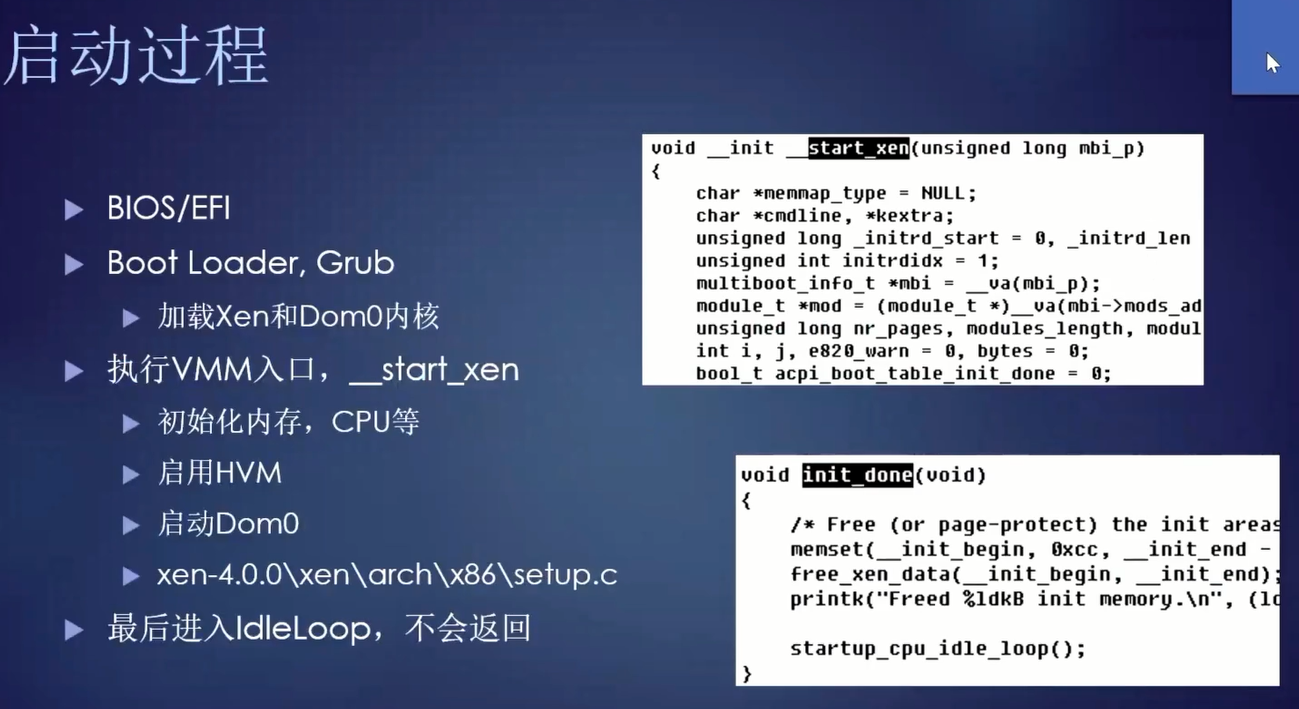 启动过程
BIOS/EFI
Boot Loader, Grub
加载Xen和Dom0内核
执行VMM入口，__start_xen
初始化内存，CPU等
启用HVM
启动Dom0
xen-4.0.0\xen\arch\x86\setup.c
最后进入IdleLoop，不会返回
void __init __start_xen(unsigned long mbi_p)
{
    char *memmap_type = NULL;
    char *cmdline, *kextra;
    unsigned long _initrd_start = 0, _initrd_len
    unsigned int initrdidx = 1;
    multiboot_info_t *mbi = __va(mbi_p);
    module_t *mod = (module_t *)__va(mbi->mods_ad
    unsigned long nr_pages, modules_length, modul
    int i, j, e820_warn = 0, bytes = 0;
    bool_t acpi_boot_table_init_done = 0;
void init_done(void)
{
    /* Free (or page-protect) the init areas
    memset(__init_begin, 0xcc, __init_end -
    free_xen_data(__init_begin, __init_end);
    printk("Freed %ldkB init memory.\n", (lo
    startup_cpu_idle_loop();
}